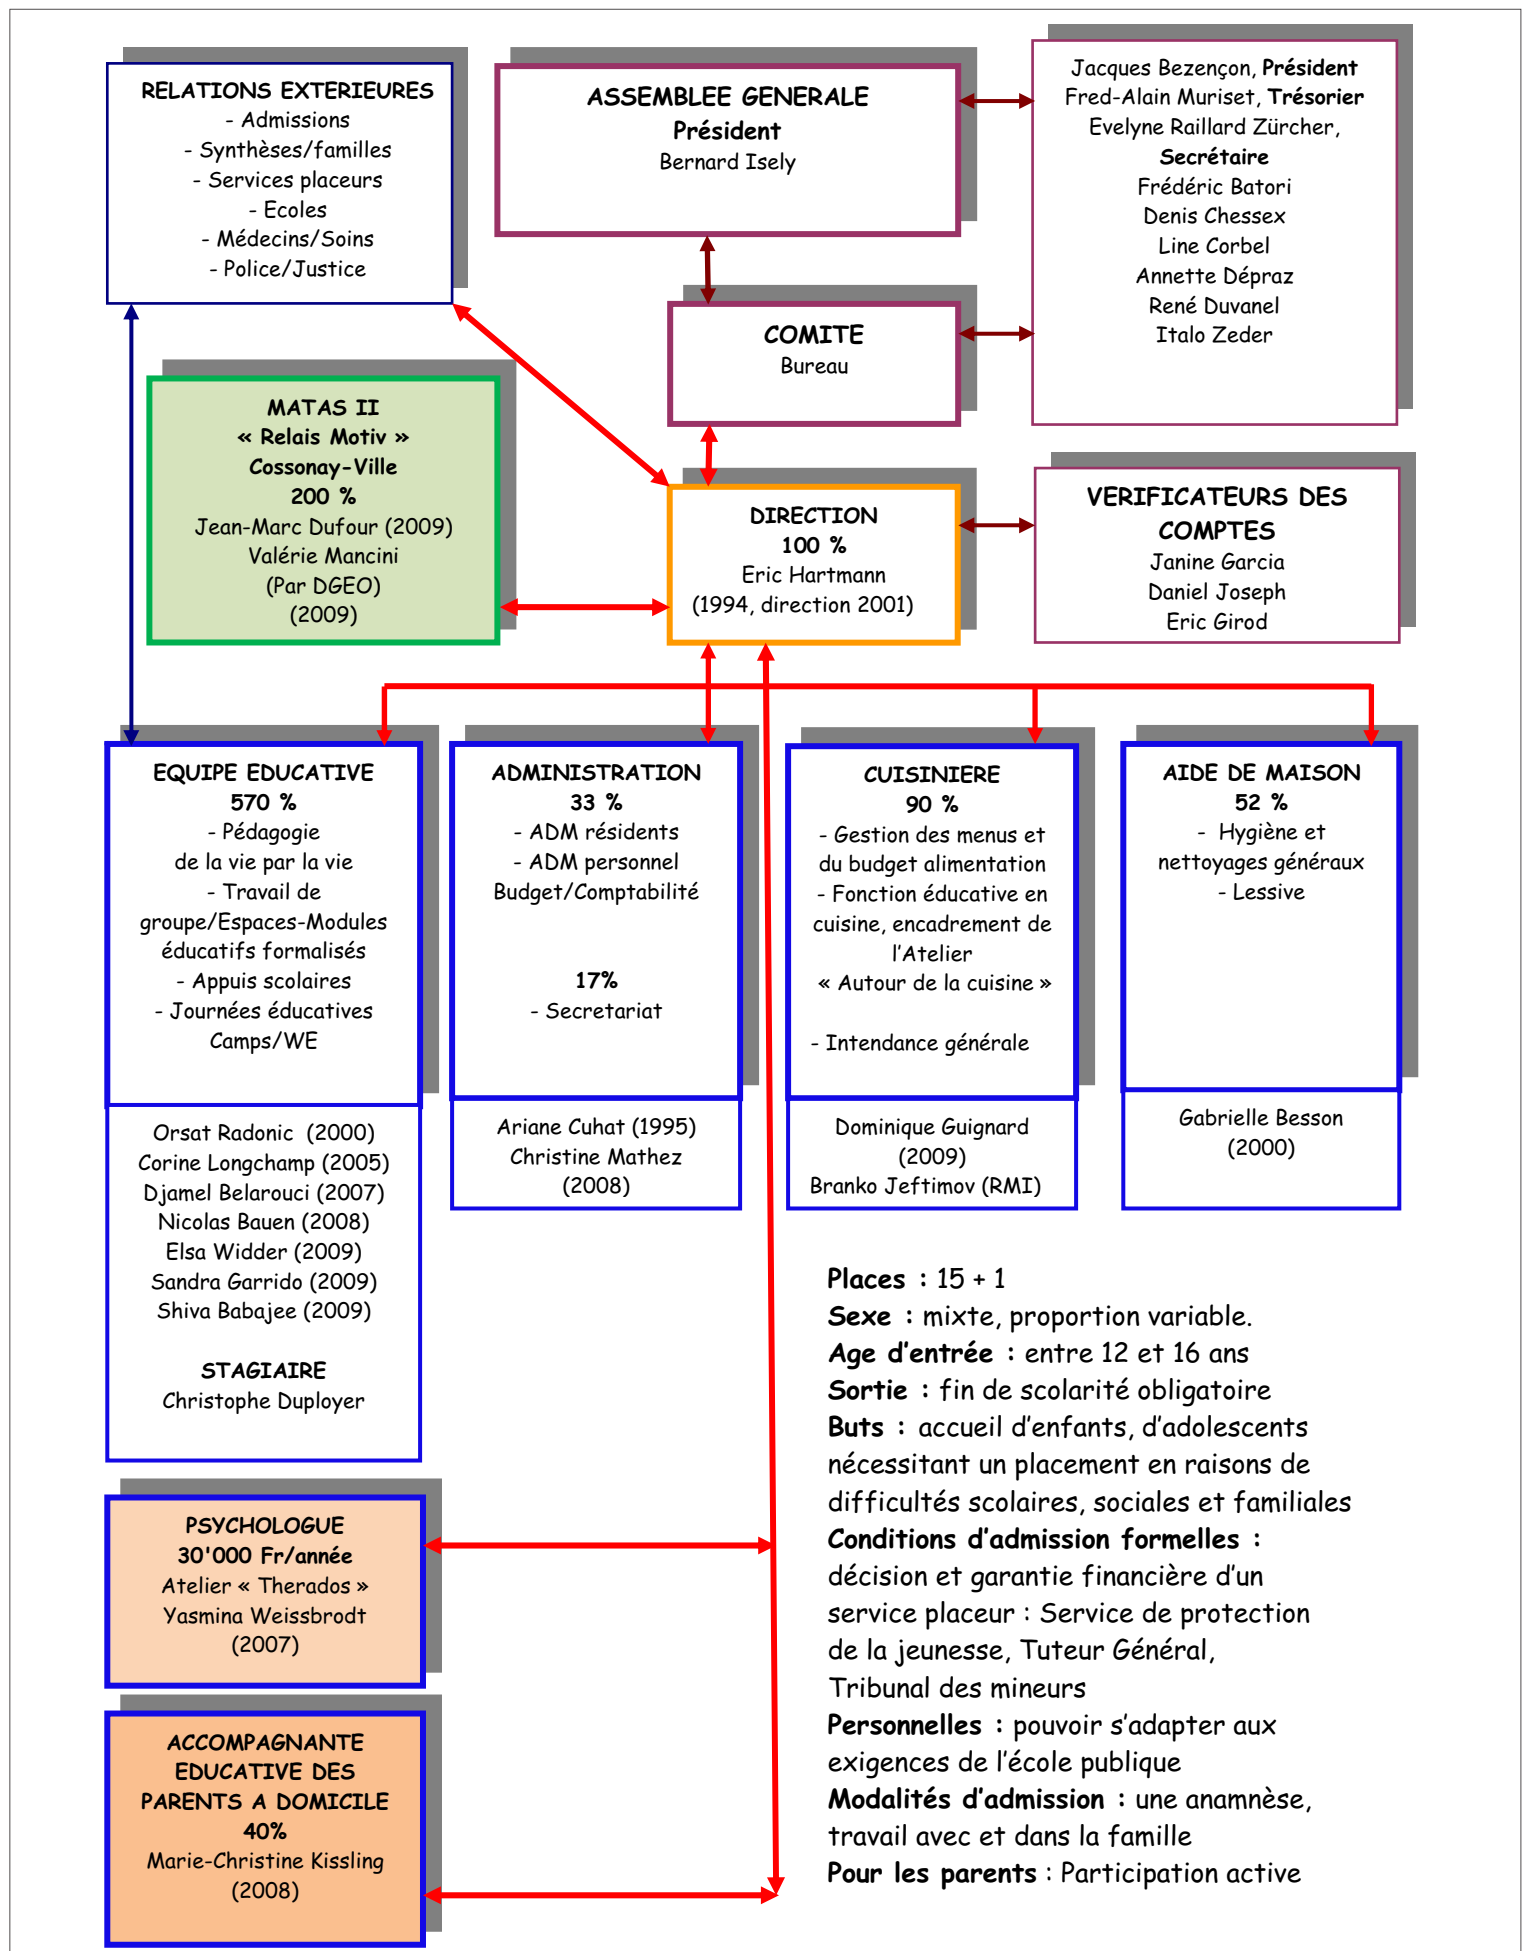 RELATIONS EXTERIEURES
- Admissions
- Synthèses/familles
- Services placeurs
- Ecoles
- Médecins/Soins
- Police/Justice
ASSEMBLEE GENERALE
Président
Bernard Isely
Jacques Bezençon, Président
Fred-Alain Muriset, Trésorier
Evelyne Raillard Zürcher,
Secrétaire
Frédéric Batori
Denis Chessex
Line Corbel
Annette Dépraz
René Duvanel
Italo Zeder
COMITE
Bureau
MATAS II
« Relais Motiv »
Cossonay-Ville
200 %
Jean-Marc Dufour (2009)
Valérie Mancini
(Par DGEO)
(2009)
DIRECTION
100 %
Eric Hartmann
(1994, direction 2001)
VERIFICATEURS DES
COMPTES
Janine Garcia
Daniel Joseph
Eric Girod
EQUIPE EDUCATIVE
570 %
- Pédagogie
de la vie par la vie
- Travail de
groupe/Espaces-Modules
éducatifs formalisés
- Appuis scolaires
- Journées éducatives
Camps/WE
Orsat Radonic (2000)
Corine Longchamp (2005)
Djamel Belarouci (2007)
Nicolas Bauen (2008)
Elsa Widder (2009)
Sandra Garrido (2009)
Shiva Babajee (2009)
STAGIAIRE
Christophe Duployer
ADMINISTRATION
33 %
- ADM résidents
- ADM personnel
Budget/Comptabilité
17%
- Secretariat
Ariane Cuhat (1995)
Christine Mathez
(2008)
CUISINIERE
90 %
- Gestion des menus et
du budget alimentation
- Fonction éducative en
cuisine, encadrement de
l'Atelier
« Autour de la cuisine »
- Intendance générale
Dominique Guignard
(2009)
Branko Jeftimov (RMI)
AIDE DE MAISON
52 %
- Hygiène et
nettoyages généraux
- Lessive
Gabrielle Besson
(2000)
PSYCHOLOGUE
30'000 Fr/année
Atelier « Therados »
Yasmina Weissbrodt
(2007)
ACCOMPAGNANTE
EDUCATIVE DES
PARENTS A DOMICILE
40%
Marie-Christine Kissling
(2008)
Places : 15 + 1
Sexe : mixte, proportion variable.
Age d'entrée : entre 12 et 16 ans
Sortie : fin de scolarité obligatoire
Buts : accueil d'enfants, d'adolescents
nécessitant un placement en raisons de
difficultés scolaires, sociales et familiales
Conditions d'admission formelles :
décision et garantie financière d'un
service placeur : Service de protection
de la jeunesse, Tuteur Général,
Tribunal des mineurs
Personnelles : pouvoir s'adapter aux
exigences de l'école publique
Modalités d'admission : une anamnèse,
travail avec et dans la famille
Pour les parents : Participation active